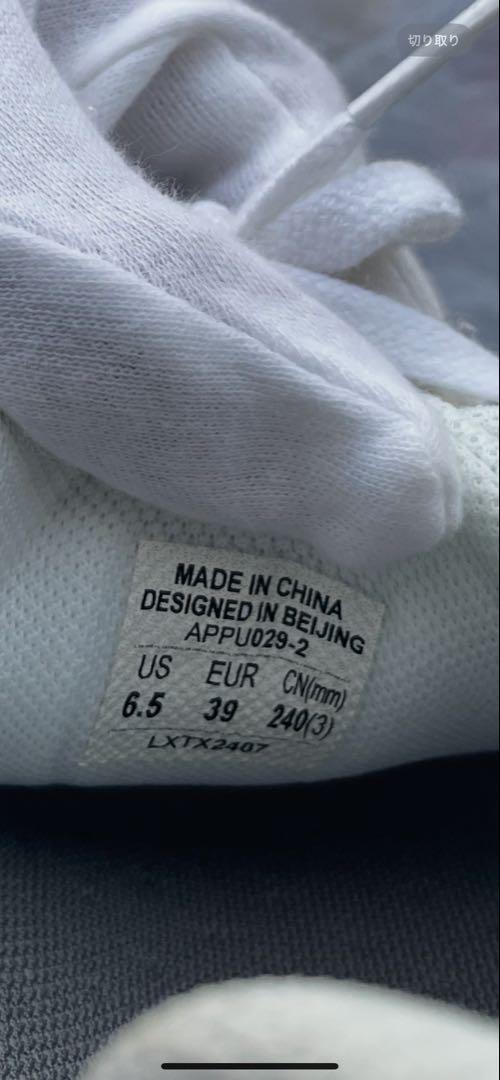 切り取り
MADE IN CHINA
DESIGNED IN BEIJING
APPU029-2
US EUR CN(mm)
6.5 39 240(3)
LXTX2407